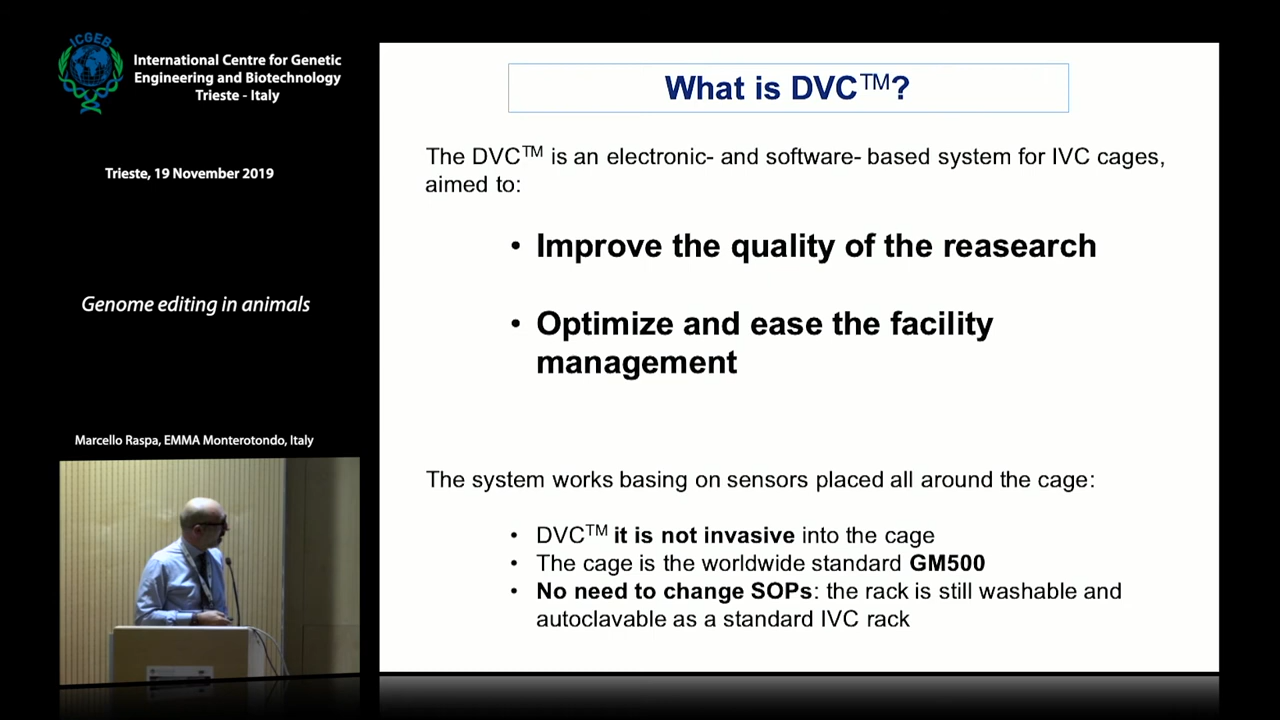 ICGEB
International Centre for Genetic
Engineering and Biotechnology
Trieste - Italy
Trieste, 19 November 2019
Genome editing in animals
Marcello Raspa, EMMA Monterotondo, Italy
What is DVC™?
The DVC™ is an electronic- and software- based system for IVC cages,
aimed to:
• Improve the quality of the reasearch
• Optimize and ease the facility
management
The system works basing on sensors placed all around the cage:
• DVC™ it is not invasive into the cage
• The cage is the worldwide standard GM500
• No need to change SOPs: the rack is still washable and
autoclavable as a standard IVC rack